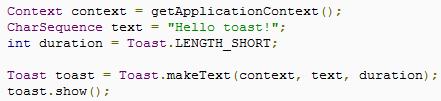 Context context = getApplicationContext();
CharSequence text = "Hello toast!";
int duration = Toast.LENGTH_SHORT;

Toast toast = Toast.makeText(context, text, duration);
toast.show();